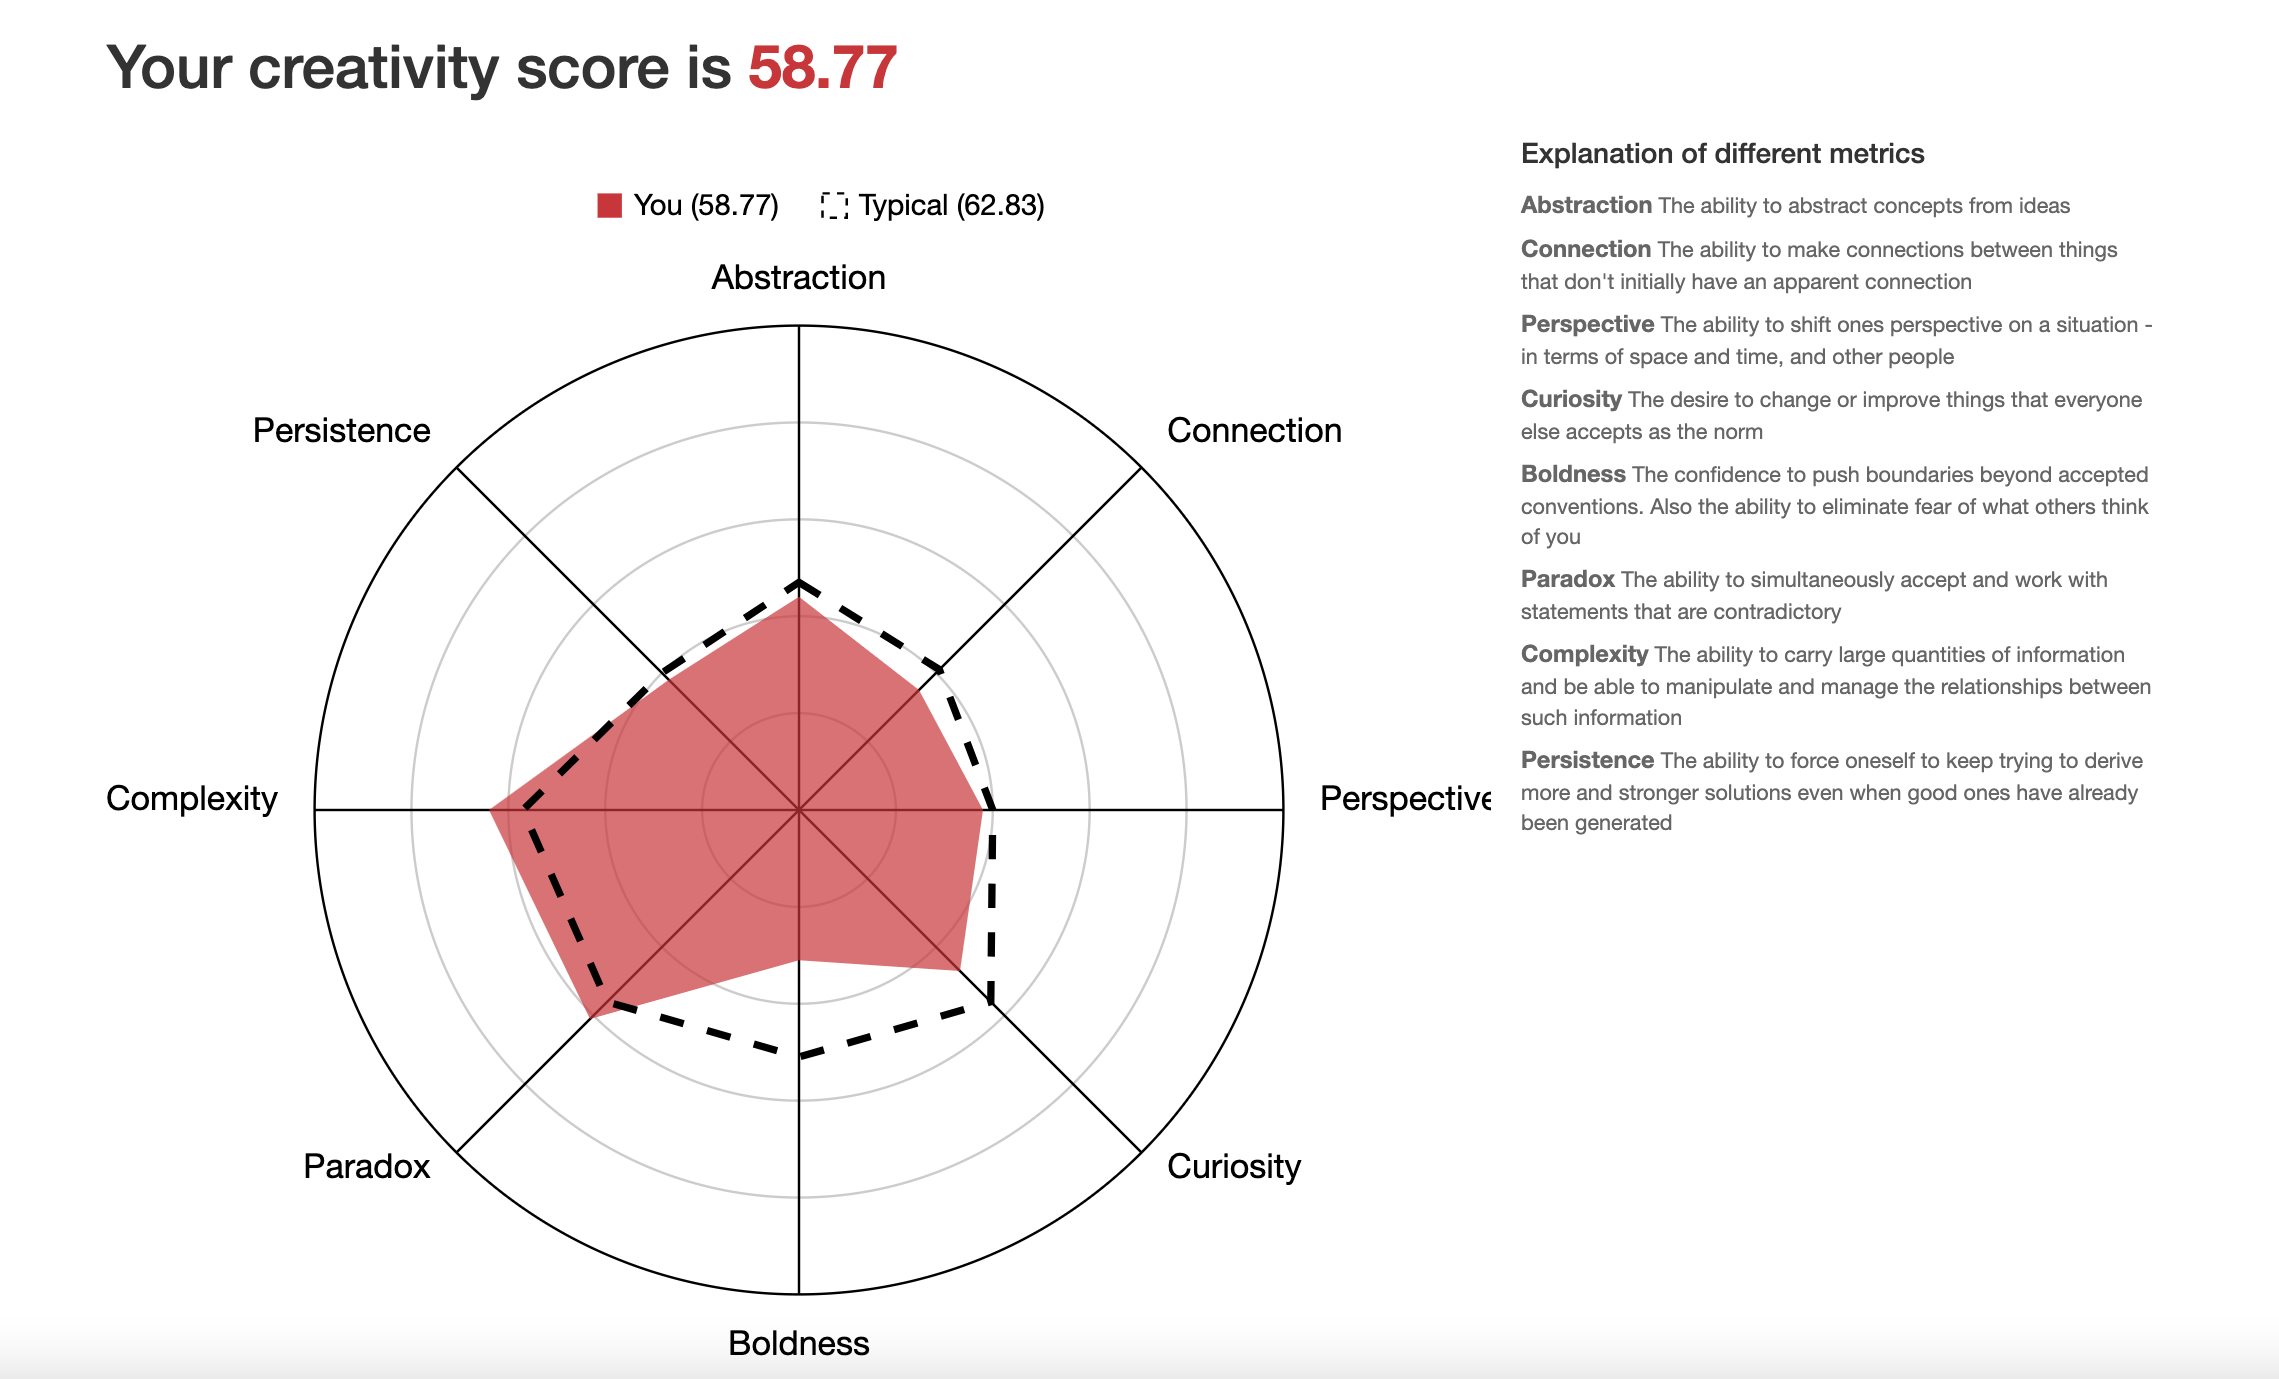 Your creativity score is 58.77
You (58.77) Typical (62.83)
Abstraction
Persistence
Connection
Complexity
Perspective
Paradox
Curiosity
Boldness
Explanation of different metrics
Abstraction The ability to abstract concepts from ideas
Connection The ability to make connections between things
that don't initially have an apparent connection
Perspective The ability to shift ones perspective on a situation -
in terms of space and time, and other people
Curiosity The desire to change or improve things that everyone
else accepts as the norm
Boldness The confidence to push boundaries beyond accepted
conventions. Also the ability to eliminate fear of what others think
of you
Paradox The ability to simultaneously accept and work with
statements that are contradictory
Complexity The ability to carry large quantities of information
and be able to manipulate and manage the relationships between
such information
Persistence The ability to force oneself to keep trying to derive
more and stronger solutions even when good ones have already
been generated